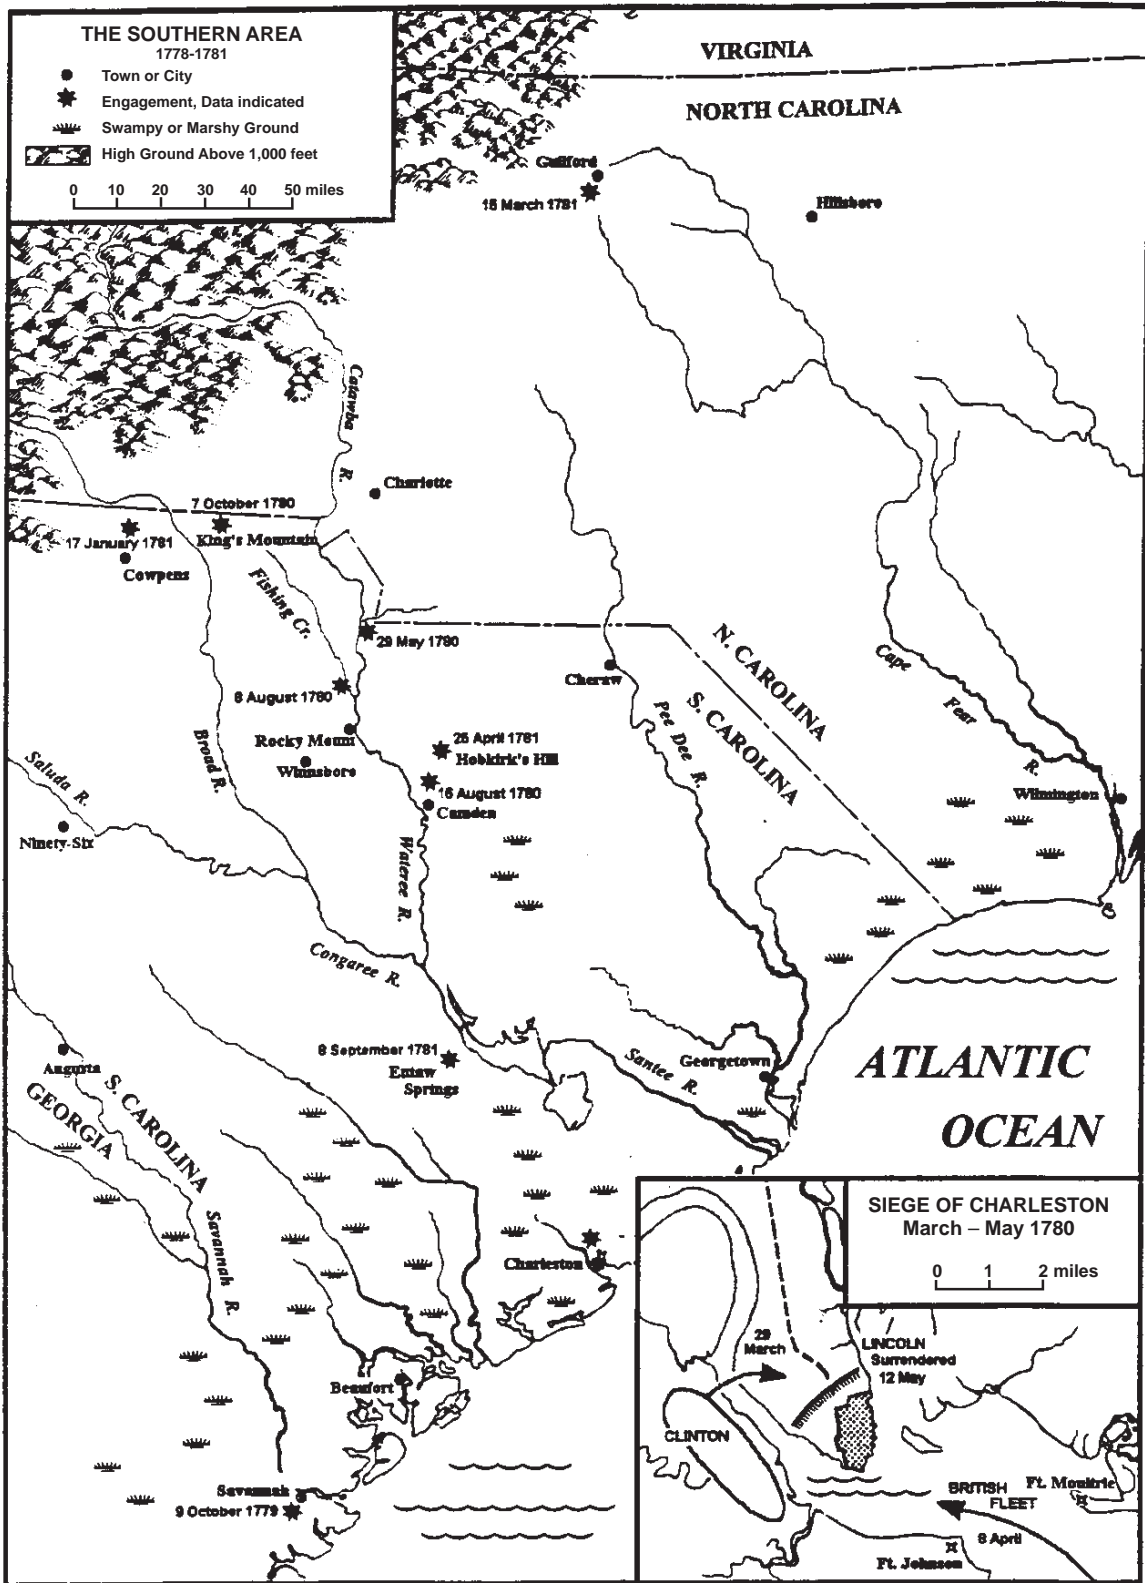 THE SOUTHERN AREA
1778-1781
Town or City
Engagement, Data indicated
Swampy or Marshy Ground
High Ground Above 1,000 feet
0 10 20 30 40 50 miles
VIRGINIA
NORTH CAROLINA
Guilford
15 March 1781
Hillsboro
Catawba
R.
Charlotte
7 October 1780
17 January 1781
King's Mountain
Cowpens
Fishing Cr.
29 May 1780
N. CAROLINA
S. CAROLINA
Cape
Fear
R.
Cheraw
Pee Dee R.
8 August 1780
Rocky Mount
Winnsboro
25 April 1781
Hobkirk's Hill
16 August 1780
Camden
Broad R.
Saluda R.
Ninety-Six
Wateree R.
Wilmington
Congaree R.
8 September 1781
Eutaw
Springs
Santee R.
Georgetown
Augusta
S. CAROLINA
GEORGIA
Savannah R.
ATLANTIC
OCEAN
Charleston
Beaufort
Savannah
9 October 1779
SIEGE OF CHARLESTON
March – May 1780
0 1 2 miles
29
March
LINCOLN
Surrendered
12 May
CLINTON
BRITISH
FLEET
8 April
Ft. Moultrie
Ft. Johnson